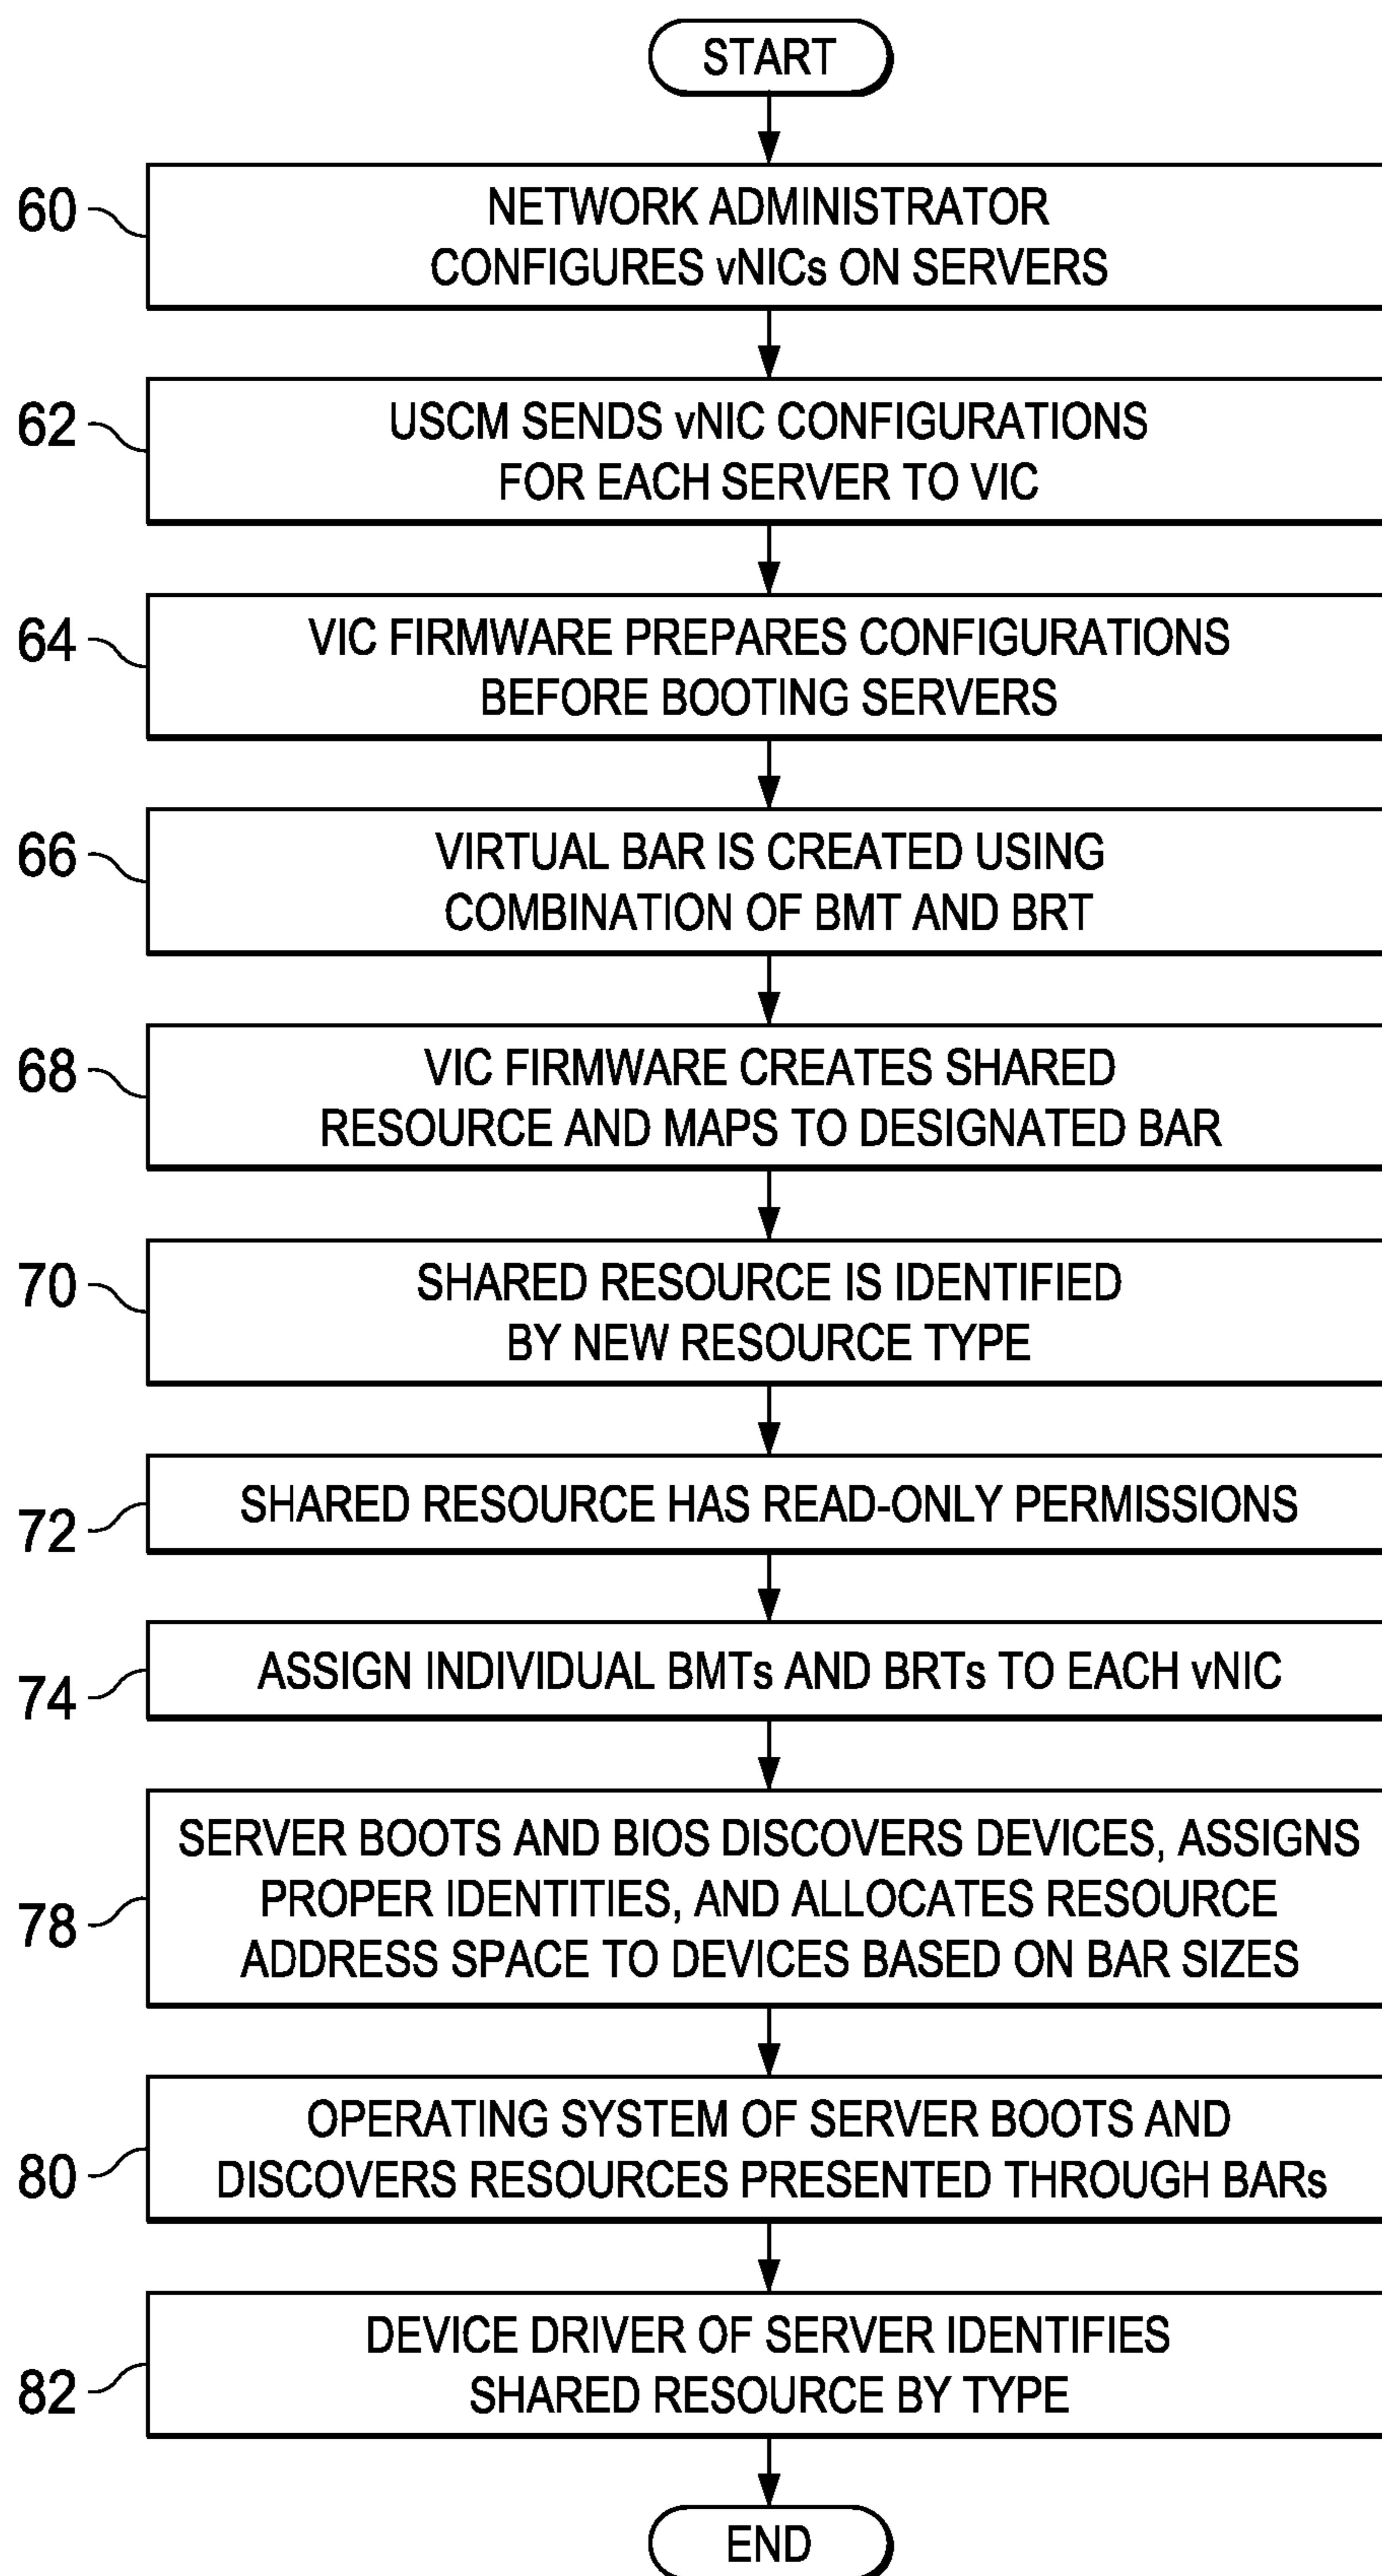 START
60
NETWORK ADMINISTRATOR
CONFIGURES vNICs ON SERVERS
62
USCM SENDS vNIC CONFIGURATIONS
FOR EACH SERVER TO VIC
64
VIC FIRMWARE PREPARES CONFIGURATIONS
BEFORE BOOTING SERVERS
66
VIRTUAL BAR IS CREATED USING
COMBINATION OF BMT AND BRT
68
VIC FIRMWARE CREATES SHARED
RESOURCE AND MAPS TO DESIGNATED BAR
70
SHARED RESOURCE IS IDENTIFIED
BY NEW RESOURCE TYPE
72
SHARED RESOURCE HAS READ-ONLY PERMISSIONS
74
ASSIGN INDIVIDUAL BMTs AND BRTs TO EACH vNIC
78
SERVER BOOTS AND BIOS DISCOVERS DEVICES, ASSIGNS
PROPER IDENTITIES, AND ALLOCATES RESOURCE
ADDRESS SPACE TO DEVICES BASED ON BAR SIZES
80
OPERATING SYSTEM OF SERVER BOOTS AND
DISCOVERS RESOURCES PRESENTED THROUGH BARs
82
DEVICE DRIVER OF SERVER IDENTIFIES
SHARED RESOURCE BY TYPE
END